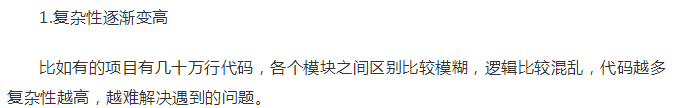 1.复杂性逐渐变高
比如有的项目有几十万行代码，各个模块之间区别比较模糊，逻辑比较混乱，代码越多
复杂性越高，越难解决遇到的问题。